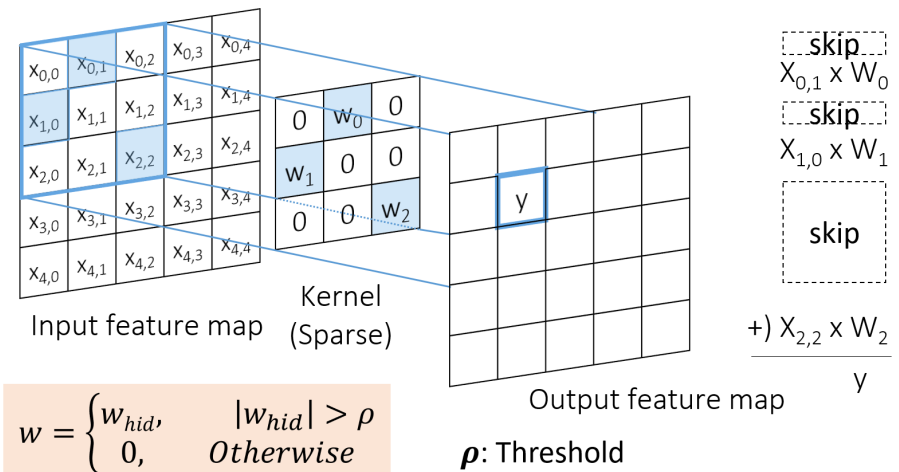 x0,0 x0,1 x0,2 x0,3 x0,4
x1,0 x1,1 x1,2 x1,3 x1,4
x2,0 x2,1 x2,2 x2,3 x2,4
x3,0 x3,1 x3,2 x3,3 x3,4
x4,0 x4,1 x4,2 x4,3 x4,4
Input feature map
0 w0 0
w1 0 0
0 0 w2
Kernel
(Sparse)
y
Output feature map
skip
X0,1 x W0
skip
X1,0 x W1
skip
+) X2,2 x W2
y
w = { whid, |whid| > ρ
0, Otherwise
ρ: Threshold